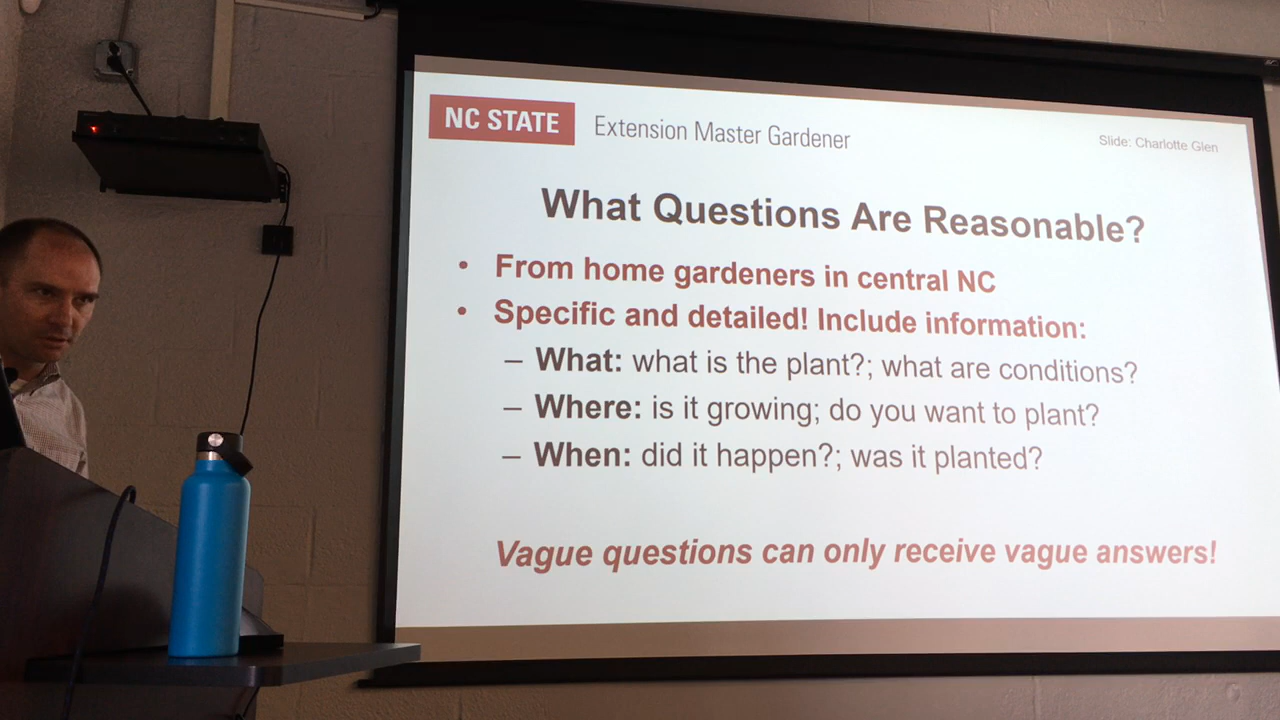 NC STATE Extension Master Gardener
Slide: Charlotte Glen
What Questions Are Reasonable?
• From home gardeners in central NC
• Specific and detailed! Include information:
– What: what is the plant?; what are conditions?
– Where: is it growing; do you want to plant?
– When: did it happen?; was it planted?
Vague questions can only receive vague answers!